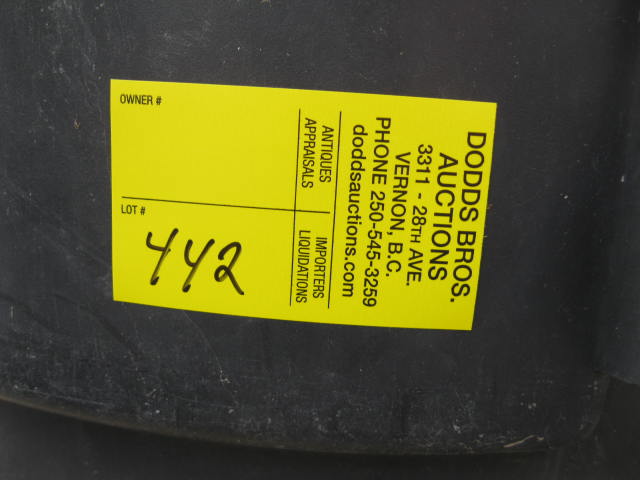 DODDS BROS.
AUCTIONS
3311 - 28TH AVE.
VERNON, B.C.
PHONE 250-545-3259
doddsauctions.com
ANTIQUES
APPRAISALS
IMPORTERS
LIQUIDATIONS
OWNER #
LOT #
442